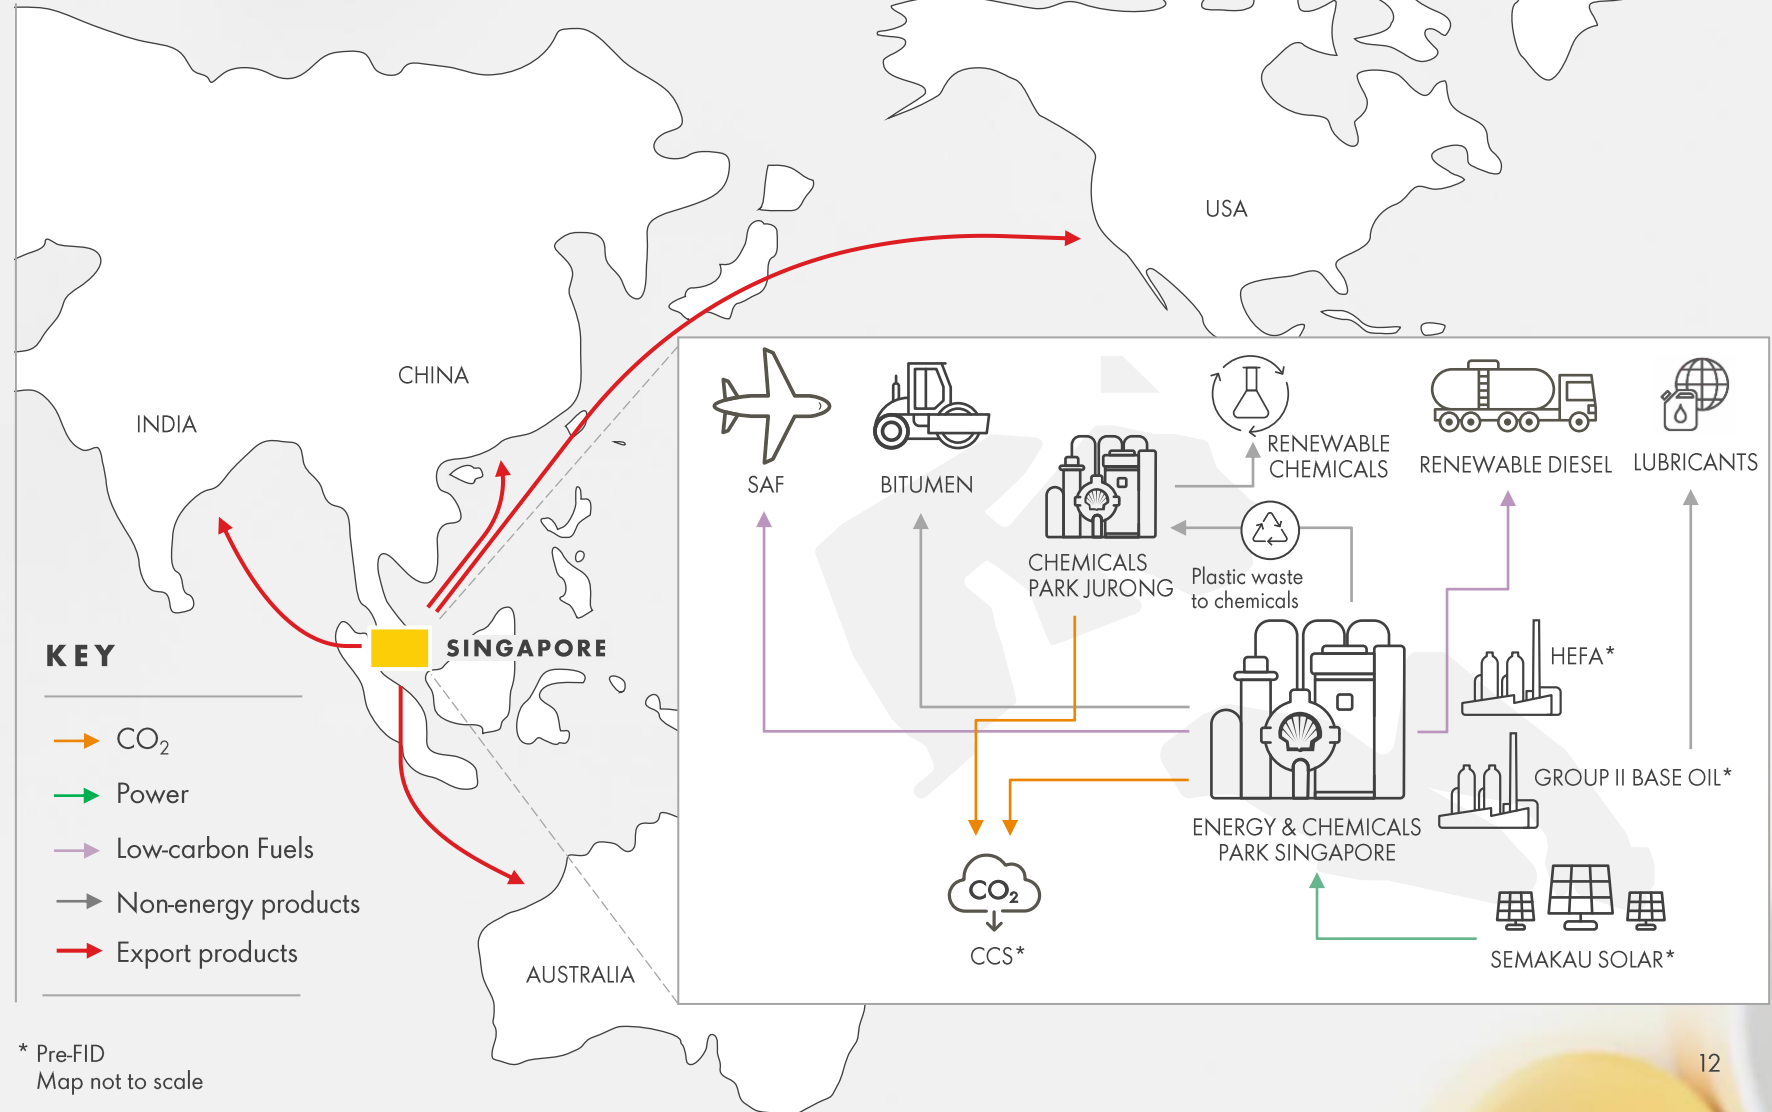 USA
CHINA
INDIA
SINGAPORE
AUSTRALIA
KEY
CO₂
Power
Low-carbon Fuels
Non-energy products
Export products
* Pre-FID
Map not to scale
SAF
BITUMEN
CHEMICALS
PARK JURONG
RENEWABLE
CHEMICALS
Plastic waste
to chemicals
RENEWABLE DIESEL
LUBRICANTS
HEFA*
GROUP II BASE OIL*
ENERGY & CHEMICALS
PARK SINGAPORE
CO₂
CCS*
SEMAKAU SOLAR*
12